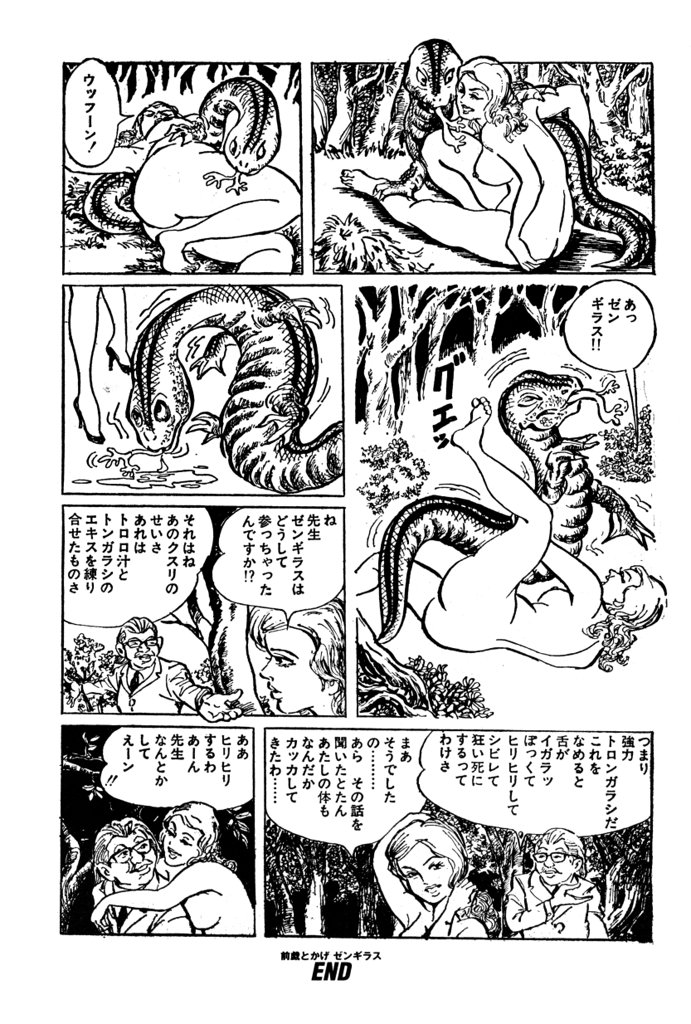 ウッフーン!
あっ
ゼン
ギラス!!
グエッ
ね
先生
ゼンギラスは
どうして
参っちゃった
んですか!?
それはね
あのクスリの
せいさ
あれは
トロロ汁と
トンガラシの
エキスを練り
合せたものさ
つまり
強力
トロンガラシだ
これを
なめると
舌が
イガラッ
ぽっくて
ヒリヒリして
シビレて
狂い死に
するって
わけさ
まあ
そうでした
の……
あら その話を
聞いたとたん
あたしの体も
なんだか
カッカして
きたわ……
ああ
ヒリヒリ
するわ
あーん
先生
なんとか
して
えーン
!!
前戯とかげ ゼンギラス
END